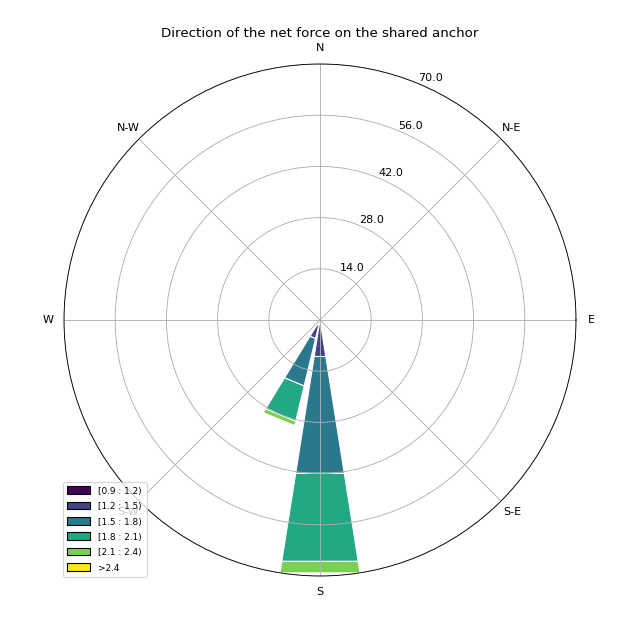 Direction of the net force on the shared anchor
N
70.0
N-W
N-E
56.0
42.0
28.0
14.0
W
E
[0.9 : 1.2)
[1.2 : 1.5)
S-W
S-E
[1.5 : 1.8)
[1.8 : 2.1)
[2.1 : 2.4)
>2.4
S